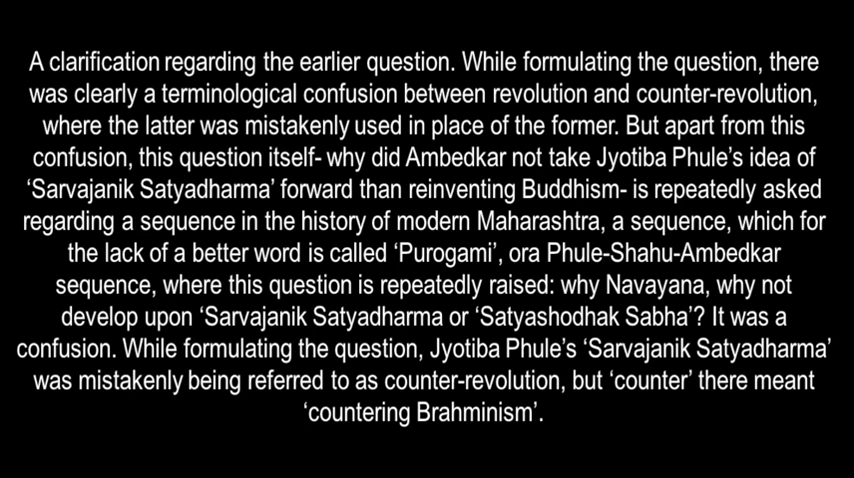 A clarification regarding the earlier question. While formulating the question, there
was clearly a terminological confusion between revolution and counter-revolution,
where the latter was mistakenly used in place of the former. But apart from this
confusion, this question itself- why did Ambedkar not take Jyotiba Phule's idea of
‘Sarvajanik Satyadharma’ forward than reinventing Buddhism- is repeatedly asked
regarding a sequence in the history of modern Maharashtra, a sequence, which for
the lack of a better word is called ‘Purogami’, ora Phule-Shahu-Ambedkar
sequence, where this question is repeatedly raised: why Navayana, why not
develop upon ‘Sarvajanik Satyadharma or ‘Satyashodhak Sabha’? It was a
confusion. While formulating the question, Jyotiba Phule's ‘Sarvajanik Satyadharma’
was mistakenly being referred to as counter-revolution, but ‘counter’ there meant
‘countering Brahminism’.